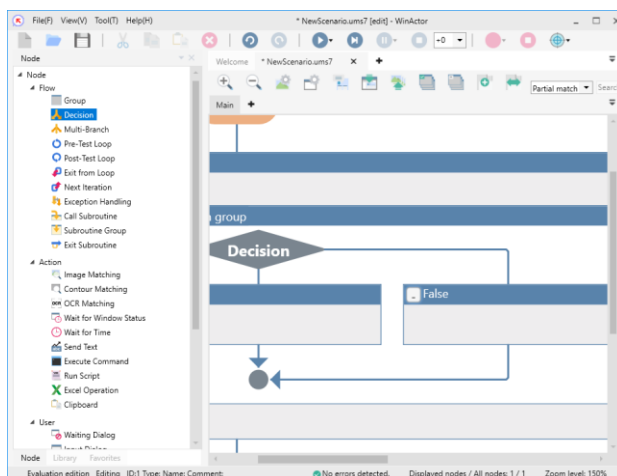 File(F) View(V) Tool(T) Help(H)
* NewScenario.ums7 [edit] - WinActor
Node
Welcome
* NewScenario.ums7
Partial match
Main
Node
Flow
Group
Decision
Multi-Branch
Pre-Test Loop
Post-Test Loop
Exit from Loop
Next Iteration
Exception Handling
Call Subroutine
Subroutine Group
Exit Subroutine
Action
Image Matching
Contour Matching
OCR Matching
Wait for Window Status
Wait for Time
Send Text
Execute Command
Run Script
Excel Operation
Clipboard
User
Waiting Dialog
Node Library Favorites
group
Decision
False
Evaluation edition Editing ID:1 Type: Name: Comment:
No errors detected.
Displayed nodes / All nodes: 1 / 1
Zoom level: 150%